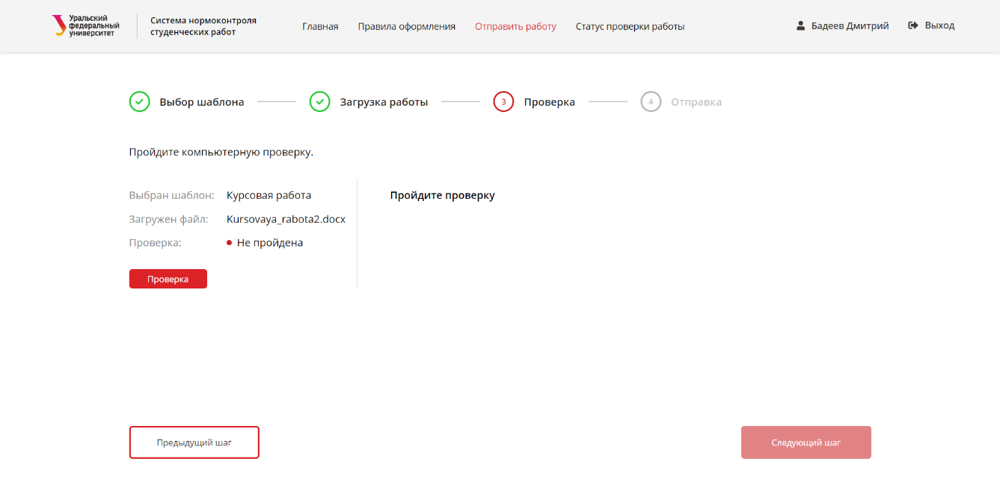 Уральский
федеральный
университет
Система нормоконтроля
студенческих работ
Главная
Правила оформления
Отправить работу
Статус проверки работы
Бадеев Дмитрий
Выход
Выбор шаблона
Загрузка работы
3 Проверка
4 Отправка
Пройдите компьютерную проверку.
Выбран шаблон: Курсовая работа
Загружен файл: Kursovaya_rabota2.docx
Проверка: Не пройдена
Проверка
Пройдите проверку
Предыдущий шаг
Следующий шаг